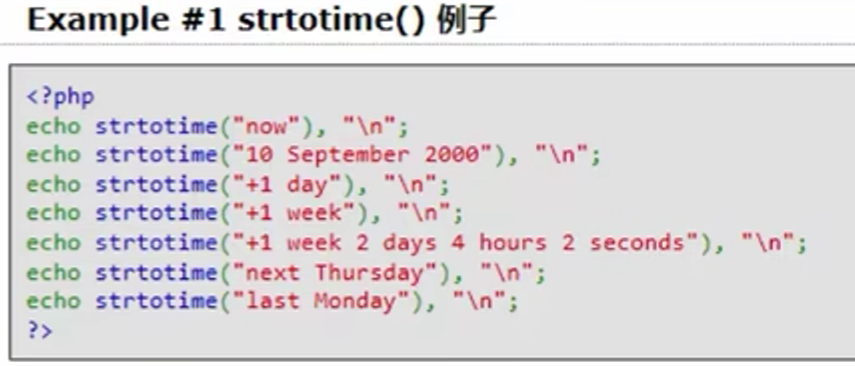 Example #1 strtotime() 例子
<?php
echo strtotime("now"), "\n";
echo strtotime("10 September 2000"), "\n";
echo strtotime("+1 day"), "\n";
echo strtotime("+1 week"), "\n";
echo strtotime("+1 week 2 days 4 hours 2 seconds"), "\n";
echo strtotime("next Thursday"), "\n";
echo strtotime("last Monday"), "\n";
?>